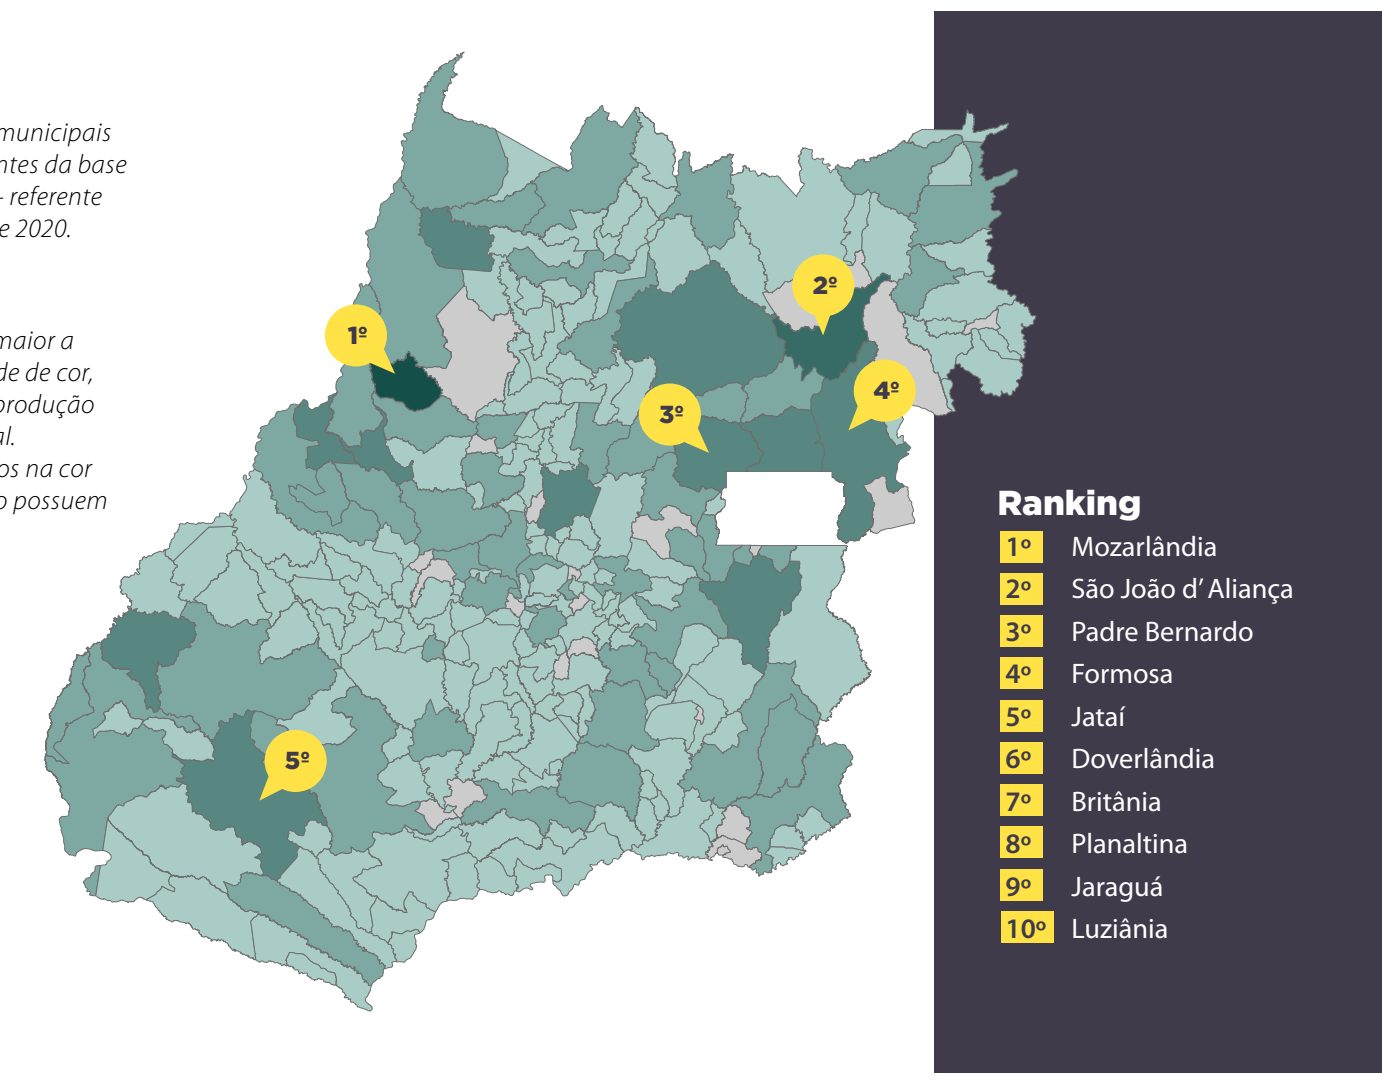 municipais
ntes da base
- referente
e 2020.
maior a
de de cor,
produção
al.
os na cor
o possuem
1º
2º
3º
4º
5º
Ranking
1º Mozarlândia
2º São João d’ Aliança
3º Padre Bernardo
4º Formosa
5º Jataí
6º Doverlândia
7º Britânia
8º Planaltina
9º Jaraguá
10º Luziânia